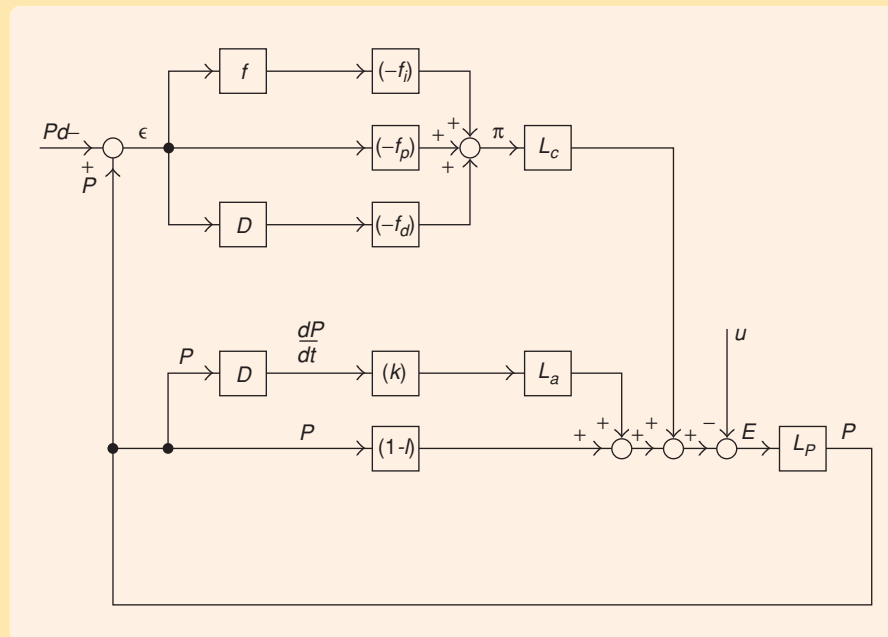 f
(−f_i)
Pd − ϵ
+
P
(−f_p)
+ +
+
π
L_c
D
(−f_d)
P
D
dP
dt
(k)
L_a
u
P
(1-l)
+ + + + + −
E
L_P
P